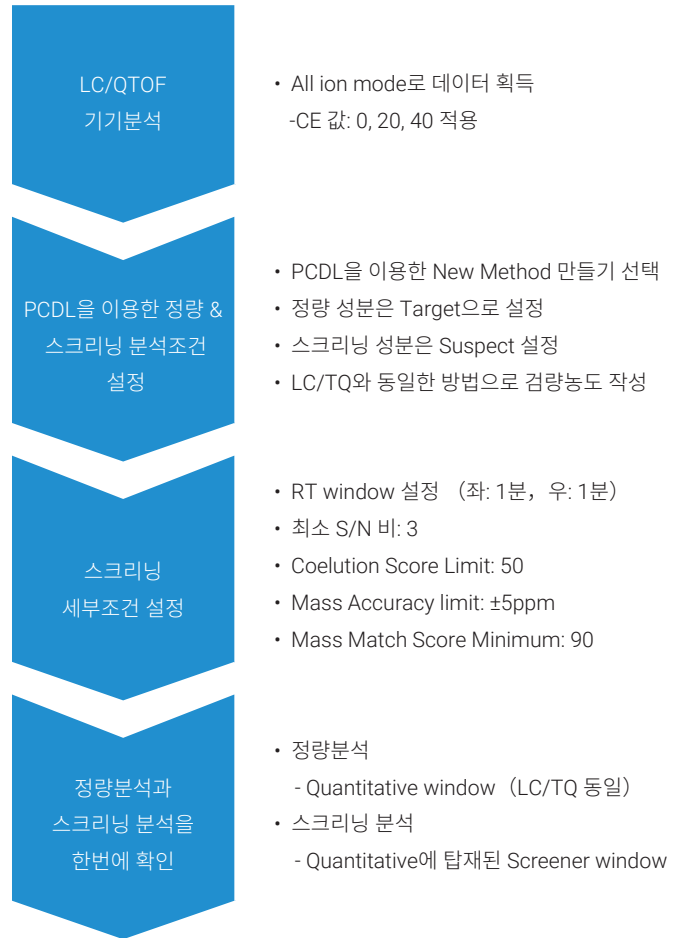 LC/QTOF
기기분석
• All ion mode로 데이터 획득
-CE 값: 0, 20, 40 적용
PCDL을 이용한 정량 &
스크리닝 분석조건
설정
• PCDL을 이용한 New Method 만들기 선택
• 정량 성분은 Target으로 설정
• 스크리닝 성분은 Suspect 설정
• LC/TQ와 동일한 방법으로 검량농도 작성
스크리닝
세부조건 설정
• RT window 설정 （좌: 1분，우: 1분）
• 최소 S/N 비: 3
• Coelution Score Limit: 50
• Mass Accuracy limit: ±5ppm
• Mass Match Score Minimum: 90
정량분석과
스크리닝 분석을
한번에 확인
• 정량분석
- Quantitative window（LC/TQ 동일）
• 스크리닝 분석
- Quantitative에 탑재된 Screener window